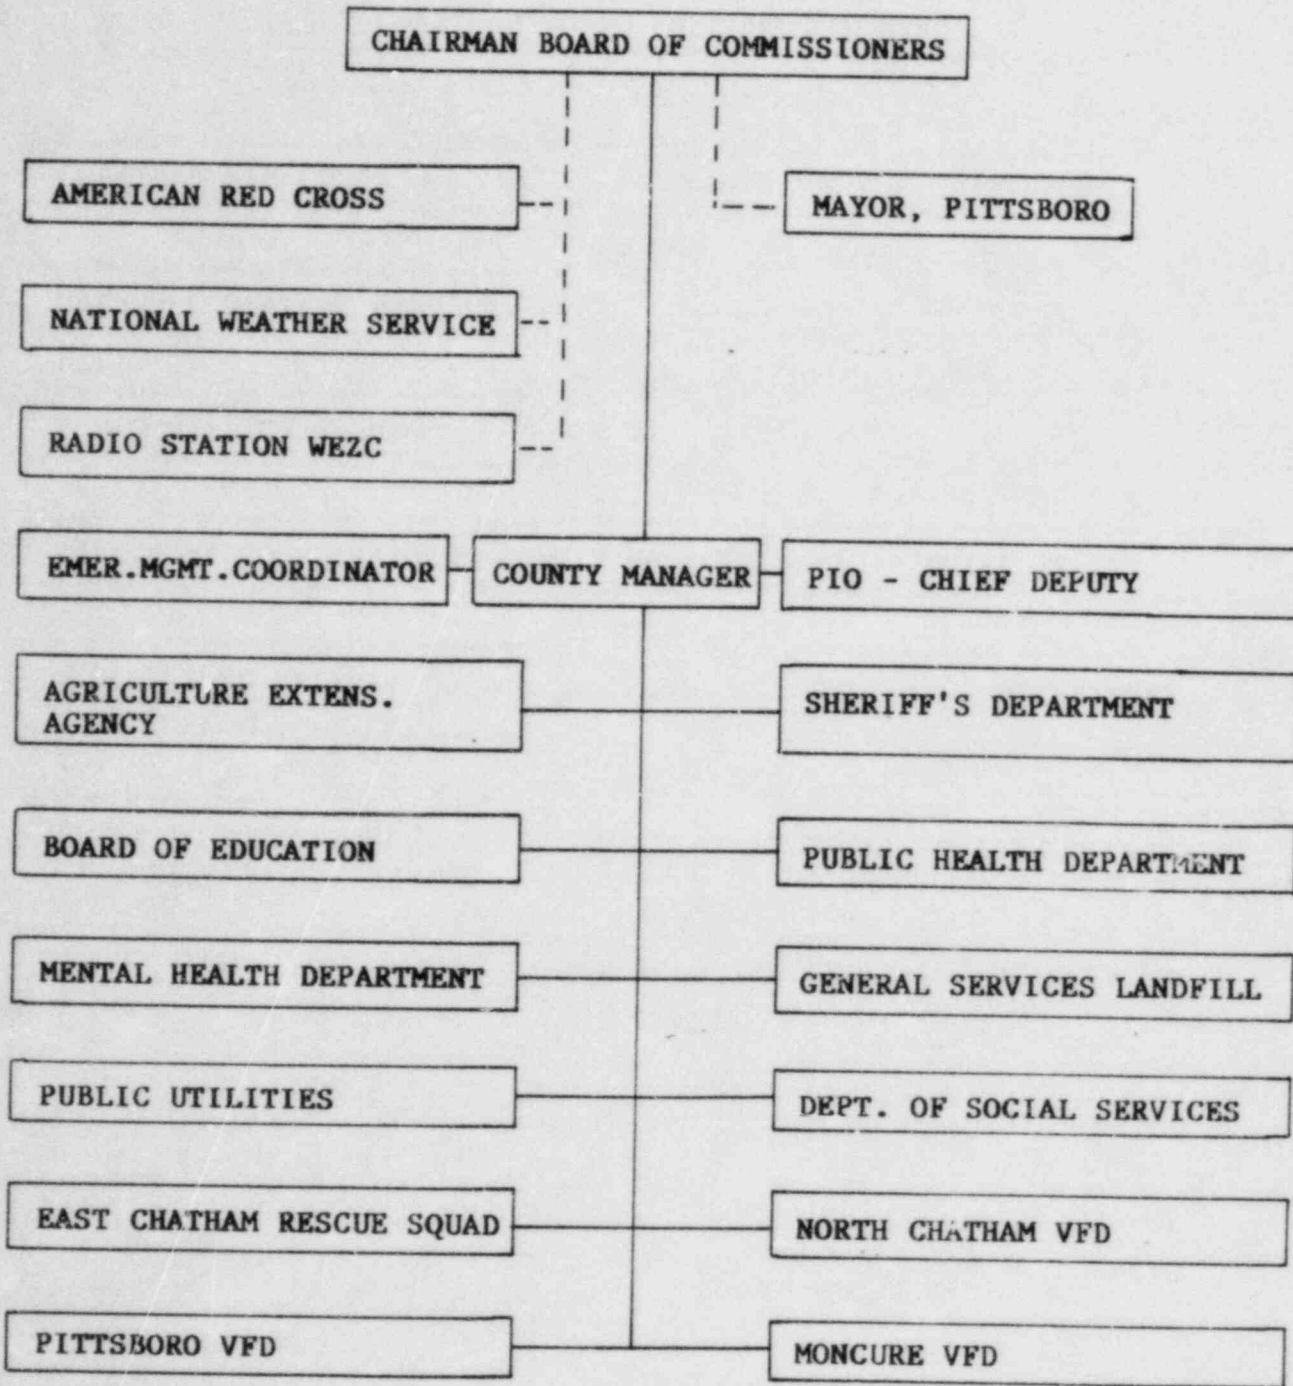 CHAIRMAN BOARD OF COMMISSIONERS
AMERICAN RED CROSS
MAYOR, PITTSBORO
NATIONAL WEATHER SERVICE
RADIO STATION WEZC
EMER.MGMT.COORDINATOR
COUNTY MANAGER
PIO - CHIEF DEPUTY
AGRICULTURE EXTENS.
AGENCY
SHERIFF'S DEPARTMENT
BOARD OF EDUCATION
PUBLIC HEALTH DEPARTMENT
MENTAL HEALTH DEPARTMENT
GENERAL SERVICES LANDFILL
PUBLIC UTILITIES
DEPT. OF SOCIAL SERVICES
EAST CHATHAM RESCUE SQUAD
NORTH CHATHAM VFD
PITTSBORO VFD
MONCURE VFD